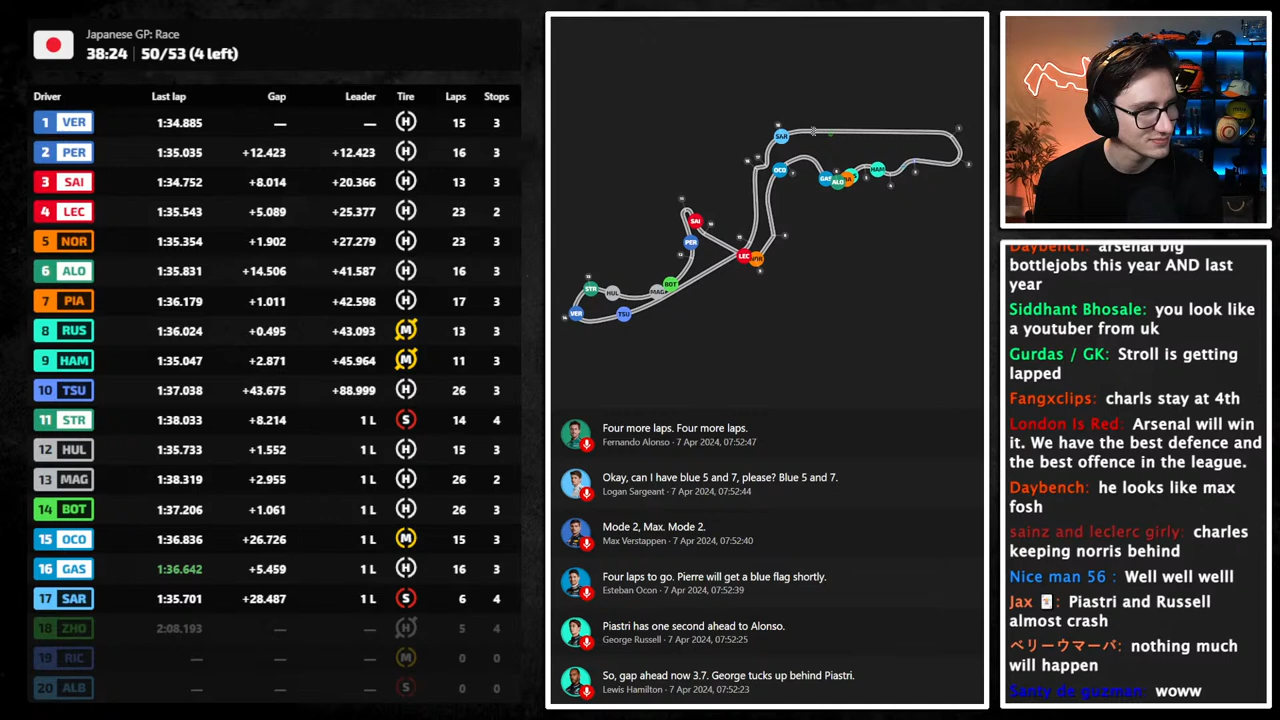 Japanese GP: Race
38:24 50/53 (4 left)
Driver Last lap Gap Leader Tire Laps Stops
1 VER 1:34.885 — — H 15 3
2 PER 1:35.035 +12.423 +12.423 H 16 3
3 SAI 1:34.752 +8.014 +20.366 H 13 3
4 LEC 1:35.543 +5.089 +25.377 H 23 2
5 NOR 1:35.354 +1.902 +27.279 H 23 3
6 ALO 1:35.831 +14.506 +41.587 H 16 3
7 PIA 1:36.179 +1.011 +42.598 H 17 3
8 RUS 1:36.024 +0.495 +43.093 M 13 3
9 HAM 1:35.047 +2.871 +45.964 M 11 3
10 TSU 1:37.038 +43.675 +88.999 H 26 3
11 STR 1:38.033 +8.214 1 L S 14 4
12 HUL 1:35.733 +1.552 1 L H 15 3
13 MAG 1:38.319 +2.955 1 L H 26 2
14 BOT 1:37.206 +1.061 1 L H 26 3
15 OCO 1:36.836 +26.726 1 L M 15 3
16 GAS 1:36.642 +5.459 1 L H 16 3
17 SAR 1:35.701 +28.487 1 L S 6 4
18 ZHO 2:08.193 — — H 5
19 RIC — — — M 0 0
20 ALB — — — S 0 0
SAR
OCO
GAS
ALO
HAM
SAI
PER
LEC
BOT
MAG
HUL
STR
VER
TSU
Four more laps. Four more laps.
Fernando Alonso · 7 Apr 2024, 07:52:47
Okay, can I have blue 5 and 7, please? Blue 5 and 7.
Logan Sargeant · 7 Apr 2024, 07:52:44
Mode 2, Max. Mode 2.
Max Verstappen · 7 Apr 2024, 07:52:40
Four laps to go. Pierre will get a blue flag shortly.
Esteban Ocon · 7 Apr 2024, 07:52:39
Piastri has one second ahead to Alonso.
George Russell · 7 Apr 2024, 07:52:25
So, gap ahead now 3.7. George tucks up behind Piastri.
Lewis Hamilton · 7 Apr 2024, 07:52:23
Daybench: arsenal big
bottlejobs this year AND last
year
Siddhant Bhosale: you look like
a youtuber from uk
Gurdas / GK: Stroll is getting
lapped
Fangxclips: charls stay at 4th
London Is Red: Arsenal will win
it. We have the best defence and
the best offence in the league.
Daybench: he looks like max
fosh
sainz and leclerc girly: charles
keeping norris behind
Nice man 56: Well well welll
Jax 🃏: Piastri and Russell
almost crash
ベリーウマーバ: nothing much
will happen
Santy de guzman woww